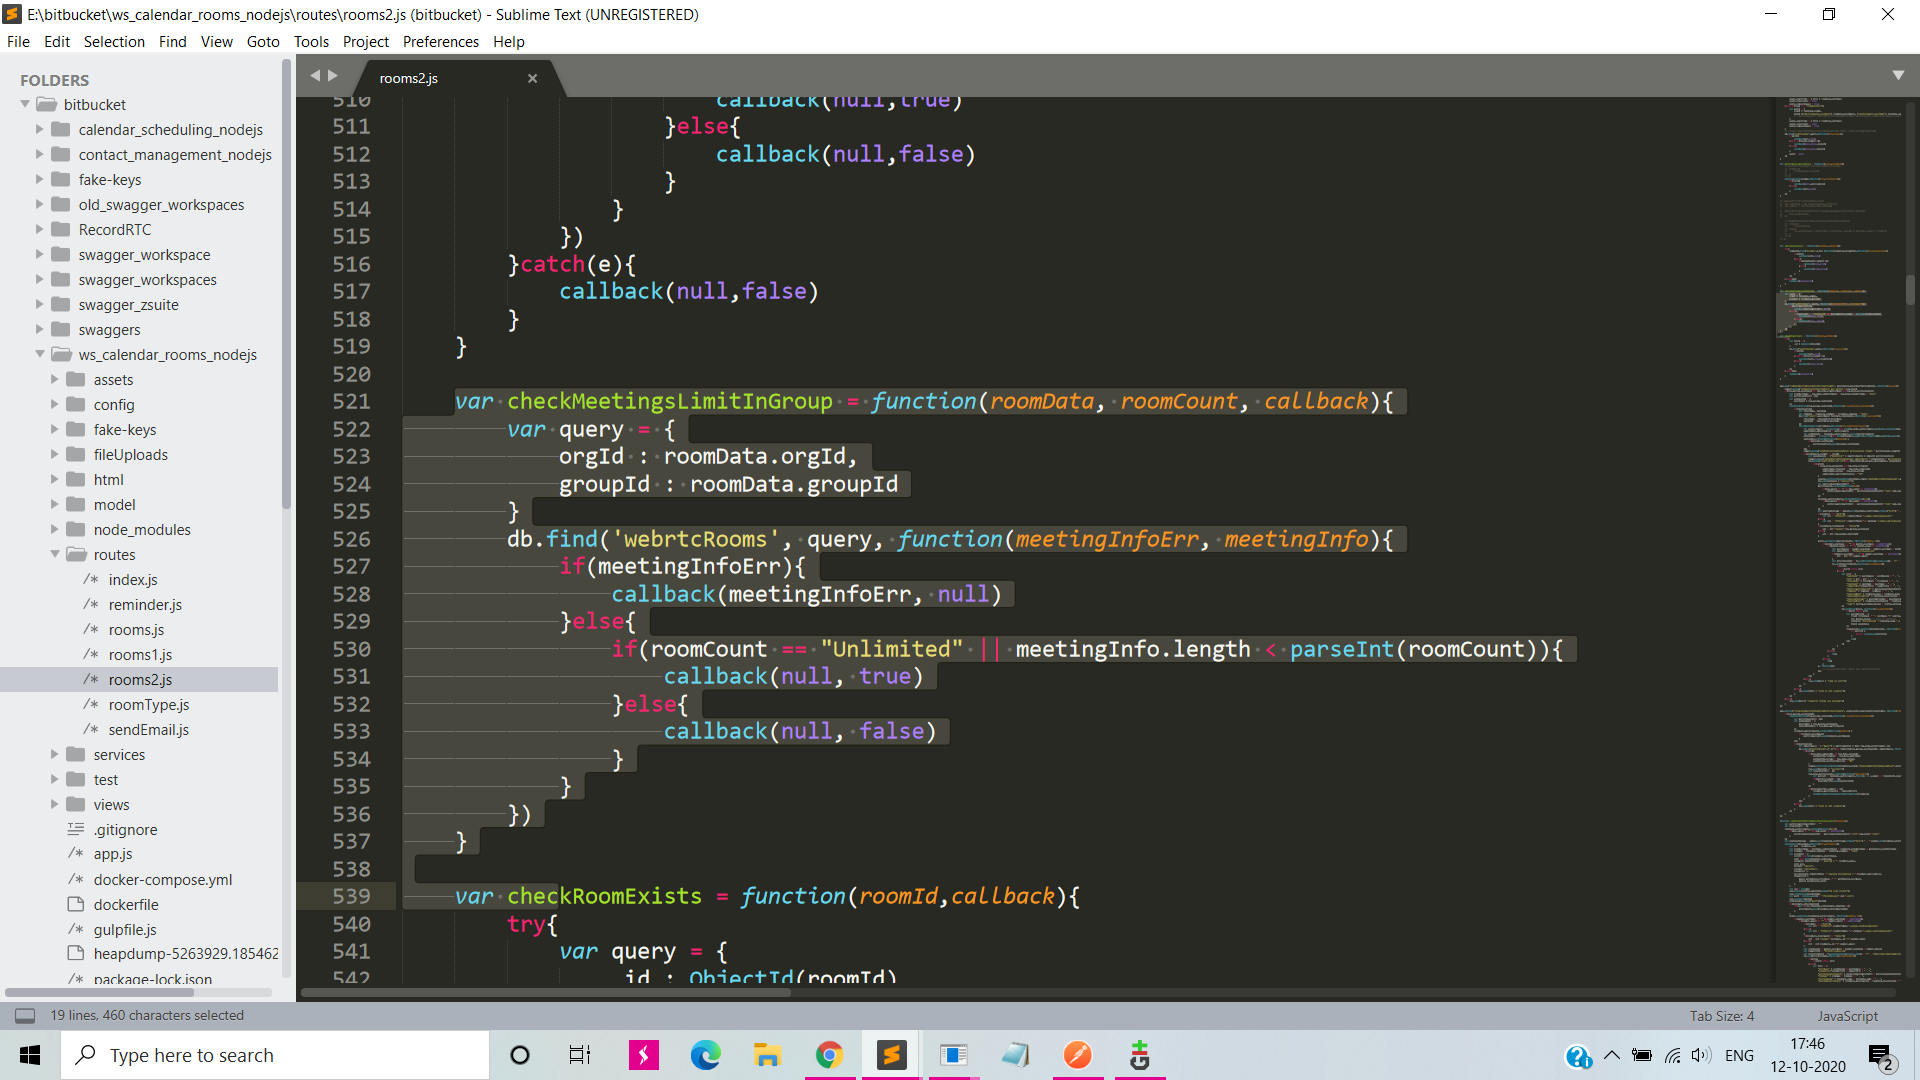 E:\bitbucket\ws_calendar_rooms_nodejs\routes\rooms2.js (bitbucket) - Sublime Text (UNREGISTERED)
File Edit Selection Find View Goto Tools Project Preferences Help
FOLDERS
bitbucket
calendar_scheduling_nodejs
contact_management_nodejs
fake-keys
old_swagger_workspaces
RecordRTC
swagger_workspace
swagger_workspaces
swagger_zsuite
swaggers
ws_calendar_rooms_nodejs
assets
config
fake-keys
fileUploads
html
model
node_modules
routes
/* index.js
/* reminder.js
/* rooms.js
/* rooms1.js
/* rooms2.js
/* roomType.js
/* sendEmail.js
services
test
views
.gitignore
/* app.js
/* docker-compose.yml
dockerfile
/* gulpfile.js
heapdump-5263929.185462
/* package-lock.json
rooms2.js
510 callback(null,true)
511 }else{
512 callback(null,false)
513 }
514 }
515 })
516 }catch(e){
517 callback(null,false)
518 }
519 }
520
521 var checkMeetingsLimitInGroup = function(roomData, roomCount, callback){
522 var query = {
523 orgId : roomData.orgId,
524 groupId : roomData.groupId
525 }
526 db.find('webrtcRooms', query, function(meetingInfoErr, meetingInfo){
527 if(meetingInfoErr){
528 callback(meetingInfoErr, null)
529 }else{
530 if(roomCount == "Unlimited" || meetingInfo.length < parseInt(roomCount)){
531 callback(null, true)
532 }else{
533 callback(null, false)
534 }
535 }
536 })
537 }
538
539 var checkRoomExists = function(roomId,callback){
540 try{
541 var query = {
542 _id : ObjectId(roomId)
19 lines, 460 characters selected
Tab Size: 4
JavaScript
Type here to search
ENG
17:46
12-10-2020
2